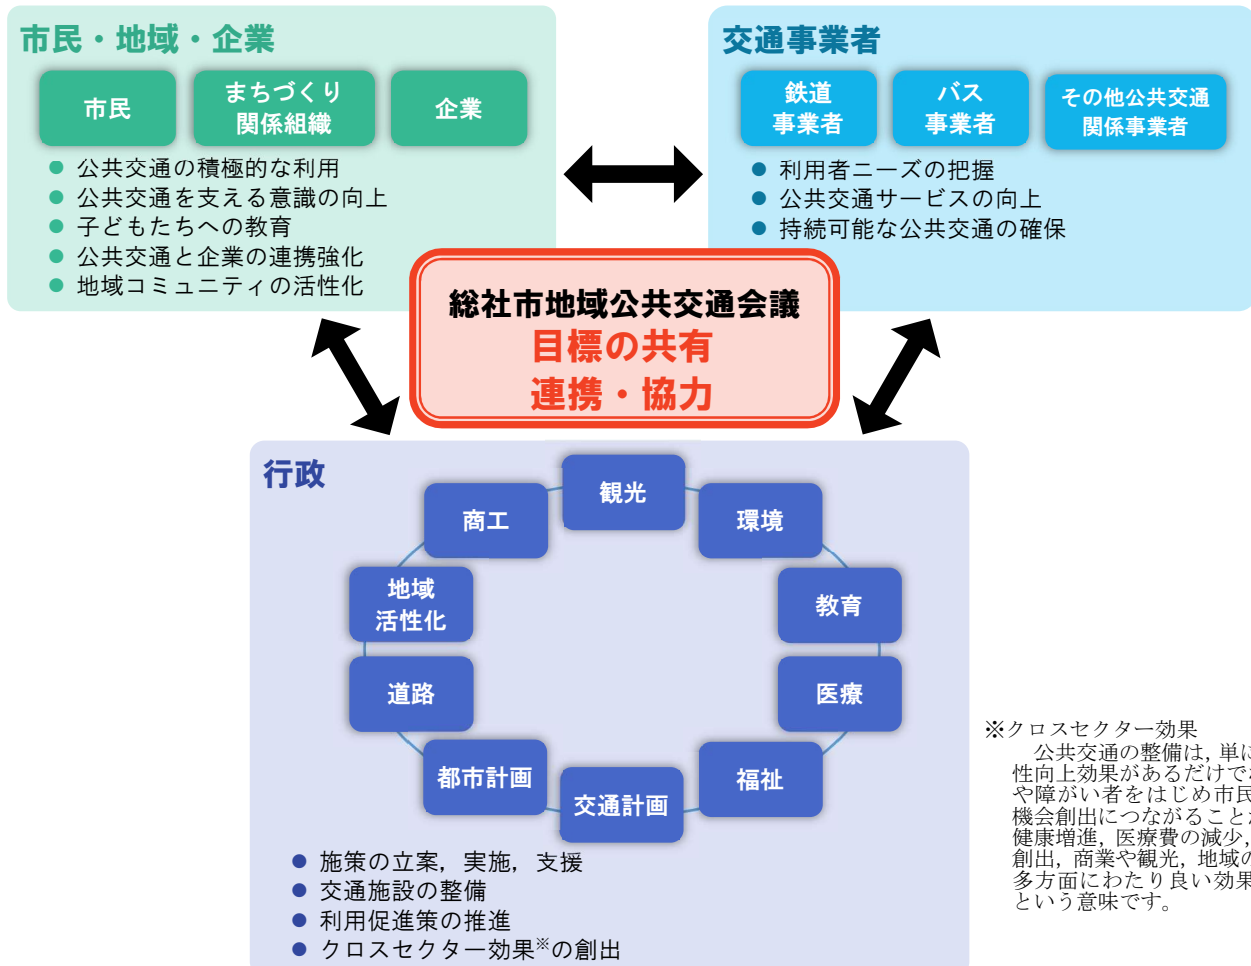 市民・地域・企業
市民
まちづくり
関係組織
企業
● 公共交通の積極的な利用
● 公共交通を支える意識の向上
● 子どもたちへの教育
● 公共交通と企業の連携強化
● 地域コミュニティの活性化
交通事業者
鉄道
事業者
バス
事業者
その他公共交通
関係事業者
● 利用者ニーズの把握
● 公共交通サービスの向上
● 持続可能な公共交通の確保
総社市地域公共交通会議
目標の共有
連携・協力
行政
観光
環境
教育
医療
福祉
交通計画
都市計画
道路
地域
活性化
商工
● 施策の立案，実施，支援
● 交通施設の整備
● 利用促進策の推進
● クロスセクター効果※の創出
※クロスセクター効果
公共交通の整備は，単に
性向上効果があるだけで
や障がい者をはじめ市民
機会創出につながることが
健康増進，医療費の減少，
創出，商業や観光，地域の
多方面にわたり良い効果
という意味です。